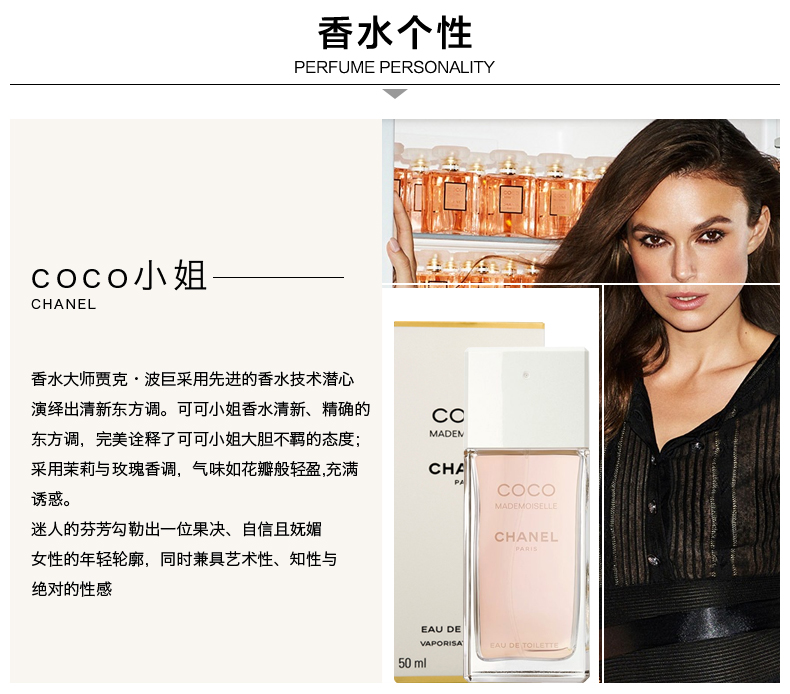 香水个性
PERFUME PERSONALITY
coco小姐
CHANEL
香水大师贾克·波巨采用先进的香水技术潜心
演绎出清新东方调。可可小姐香水清新、精确的
东方调，完美诠释了可可小姐大胆不羁的态度；
采用茉莉与玫瑰香调，气味如花瓣般轻盈,充满
诱惑。
迷人的芬芳勾勒出一位果决、自信且妩媚
女性的年轻轮廓，同时兼具艺术性、知性与
绝对的性感
CO
MADEM
CHA
PA
EAU DE
VAPORISA
50 ml
COCO
MADEMOISELLE
CHANEL
PARIS
EAU DE TOILETTE